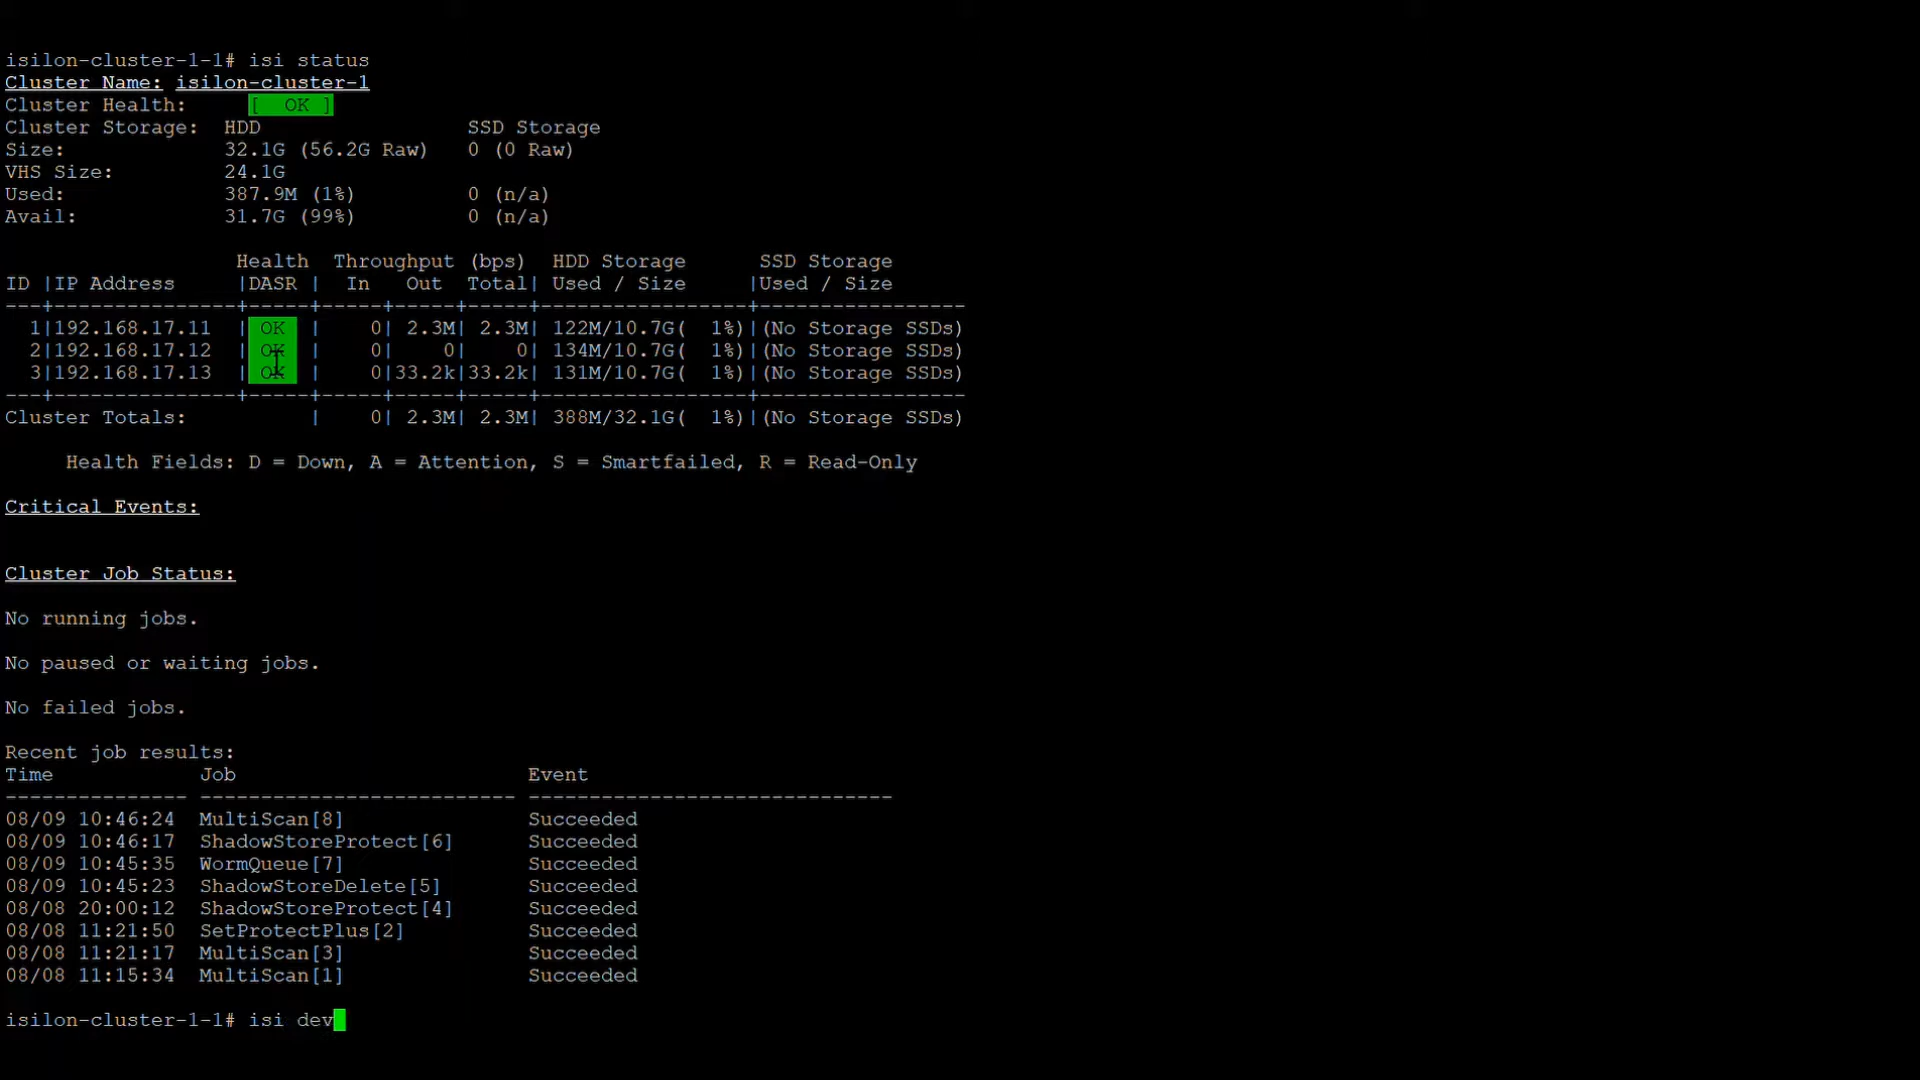 isilon-cluster-1-1# isi status
Cluster Name: isilon-cluster-1
Cluster Health:     [  OK ]
Cluster Storage:  HDD                 SSD Storage
Size:             32.1G (56.2G Raw)   0 (0 Raw)
VHS Size:         24.1G
Used:             387.9M (1%)         0 (n/a)
Avail:            31.7G (99%)         0 (n/a)
                   Health  Throughput (bps)  HDD Storage      SSD Storage
ID |IP Address     |DASR |  In   Out  Total| Used / Size     |Used / Size
---+---------------+-----+-----+-----+-----+-----------------+-----------------
  1|192.168.17.11  | OK  |    0| 2.3M| 2.3M| 122M/10.7G(  1%)|(No Storage SSDs)
  2|192.168.17.12  | OK  |    0|    0|    0| 134M/10.7G(  1%)|(No Storage SSDs)
  3|192.168.17.13  | OK  |    0|33.2k|33.2k| 131M/10.7G(  1%)|(No Storage SSDs)
---+---------------+-----+-----+-----+-----+-----------------+-----------------
Cluster Totals:          |    0| 2.3M| 2.3M| 388M/32.1G(  1%)|(No Storage SSDs)
     Health Fields: D = Down, A = Attention, S = Smartfailed, R = Read-Only
Critical Events:
Cluster Job Status:
No running jobs.
No paused or waiting jobs.
No failed jobs.
Recent job results:
Time            Job                        Event
--------------- -------------------------- ------------------------------
08/09 10:46:24  MultiScan[8]               Succeeded
08/09 10:46:17  ShadowStoreProtect[6]      Succeeded
08/09 10:45:35  WormQueue[7]               Succeeded
08/09 10:45:23  ShadowStoreDelete[5]       Succeeded
08/08 20:00:12  ShadowStoreProtect[4]      Succeeded
08/08 11:21:50  SetProtectPlus[2]          Succeeded
08/08 11:21:17  MultiScan[3]               Succeeded
08/08 11:15:34  MultiScan[1]               Succeeded
isilon-cluster-1-1# isi dev